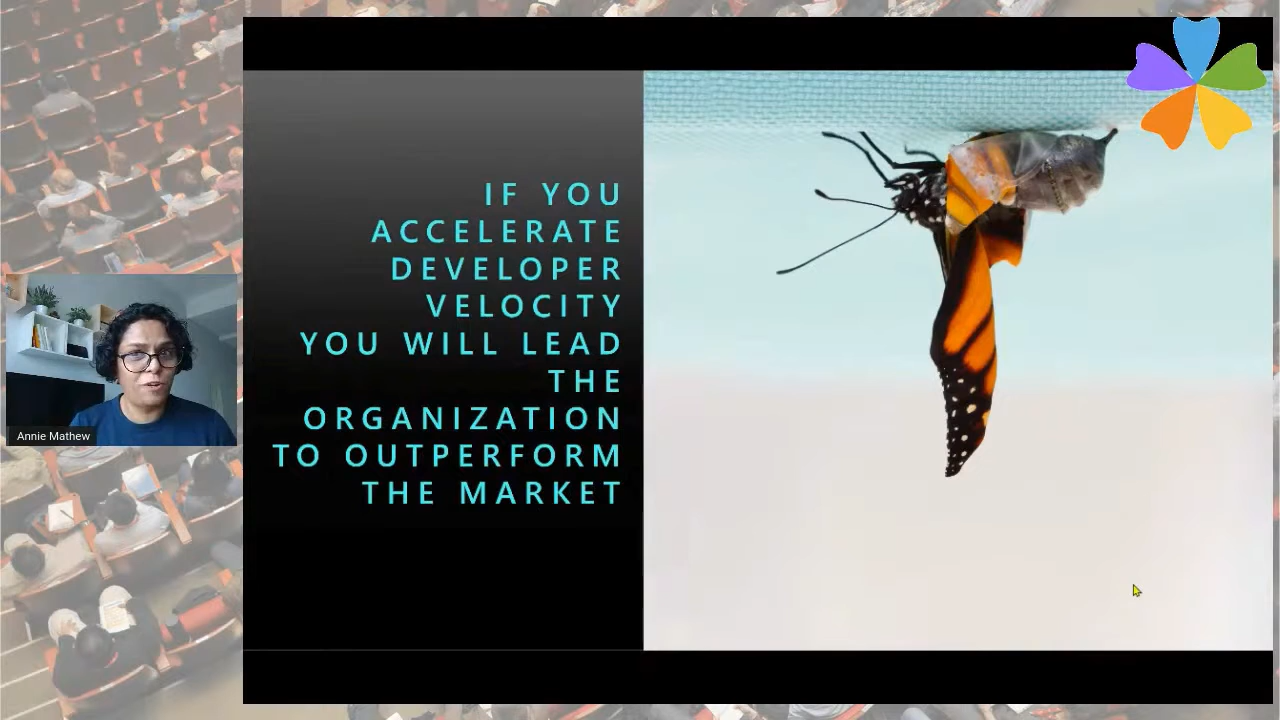 IF YOU
ACCELERATE
DEVELOPER
VELOCITY
YOU WILL LEAD
THE
ORGANIZATION
TO OUTPERFORM
THE MARKET
Annie Mathew